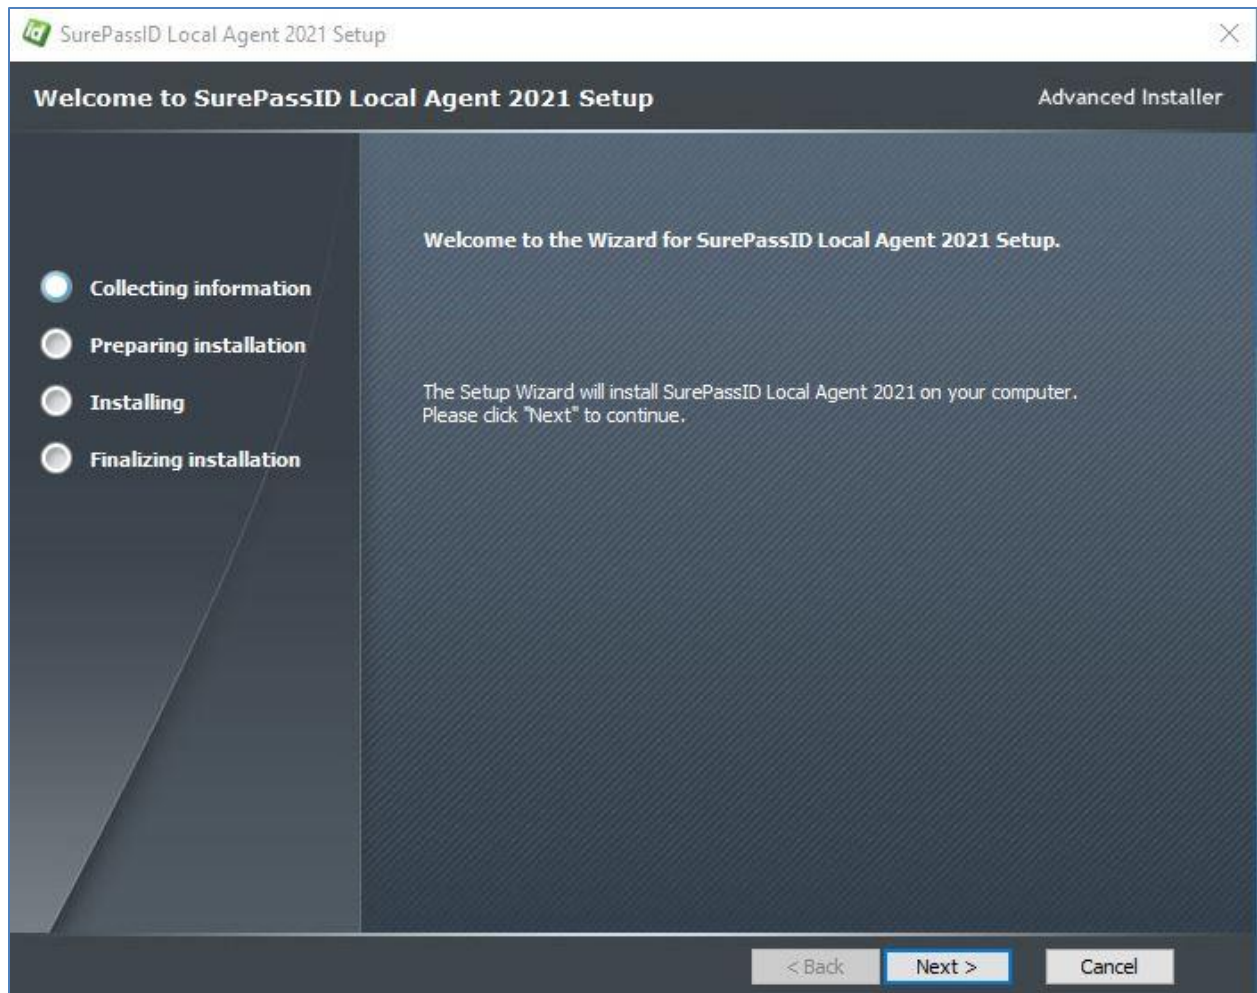 id SurePassID Local Agent 2021 Setup
Welcome to SurePassID Local Agent 2021 Setup
Advanced Installer
Welcome to the Wizard for SurePassID Local Agent 2021 Setup.
Collecting information
Preparing installation
Installing
Finalizing installation
The Setup Wizard will install SurePassID Local Agent 2021 on your computer.
Please click "Next" to continue.
< Back
Next >
Cancel